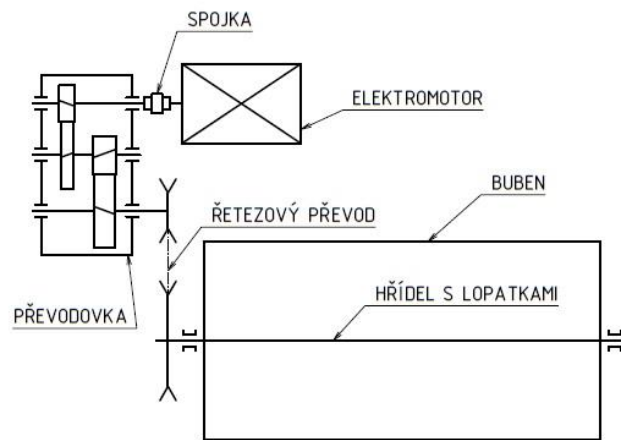 SPOJKA
ELEKTROMOTOR
BUBEN
ŘETEZOVÝ PŘEVOD
HŘÍDEL S LOPATKAMI
PŘEVODOVKA